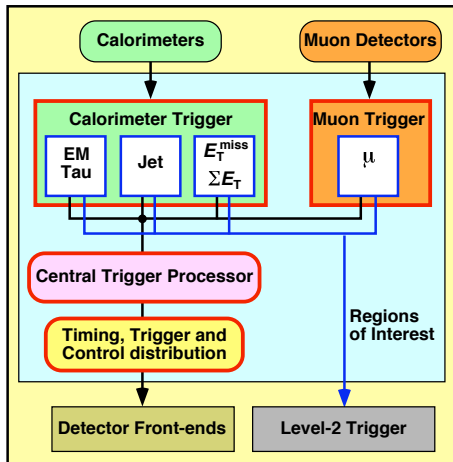 Calorimeters
Muon Detectors
Calorimeter Trigger
Muon Trigger
EM
Tau
Jet
E_T^miss
ΣE_T
μ
Central Trigger Processor
Timing, Trigger and
Control distribution
Regions
of Interest
Detector Front-ends
Level-2 Trigger